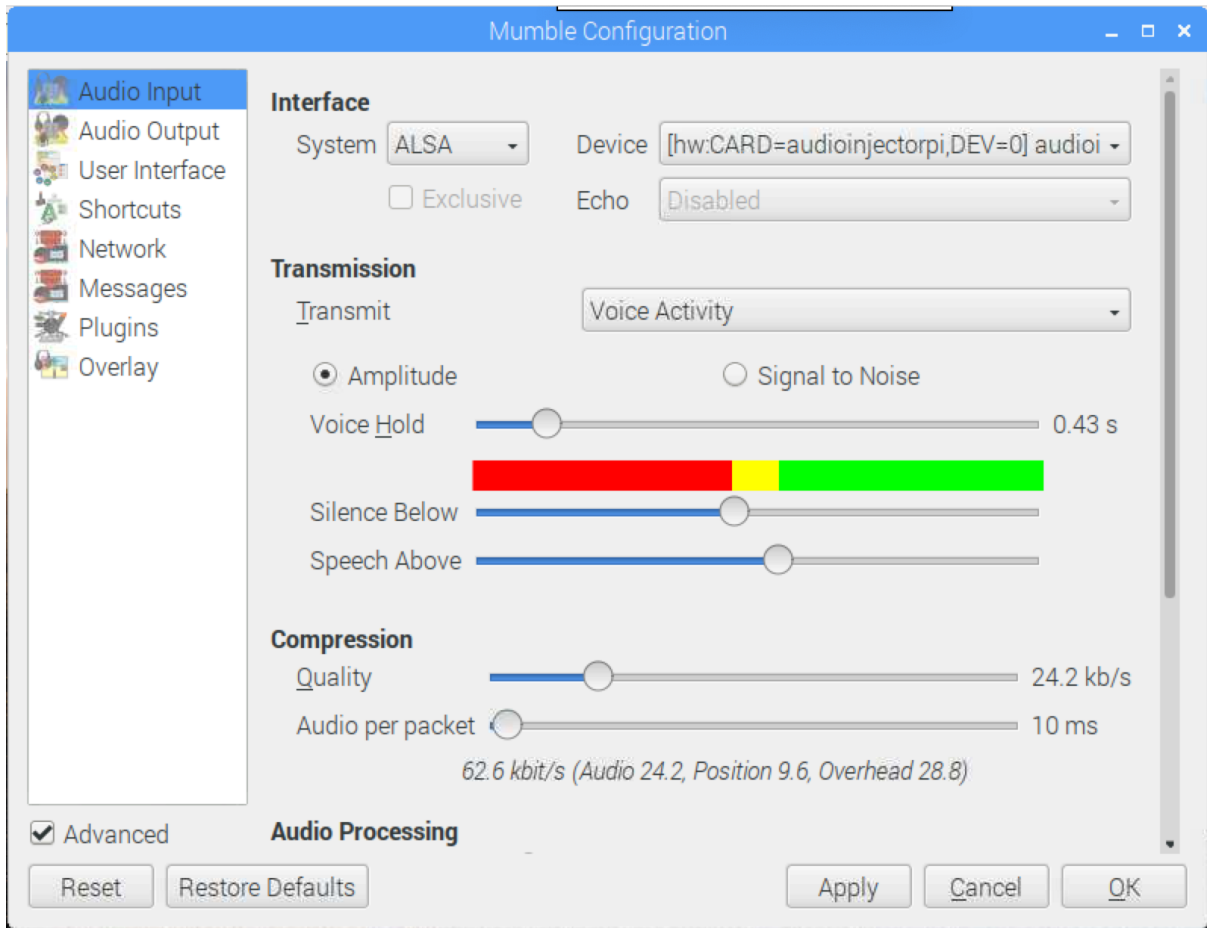 Mumble Configuration
Audio Input
Audio Output
User Interface
Shortcuts
Network
Messages
Plugins
Overlay
Advanced
Interface
System ALSA Device [hw:CARD=audioinjectorpi,DEV=0] audioi
Exclusive Echo Disabled
Transmission
Transmit Voice Activity
Amplitude Signal to Noise
Voice Hold 0.43 s
Silence Below
Speech Above
Compression
Quality 24.2 kb/s
Audio per packet 10 ms
62.6 kbit/s (Audio 24.2, Position 9.6, Overhead 28.8)
Audio Processing
Reset Restore Defaults Apply Cancel OK